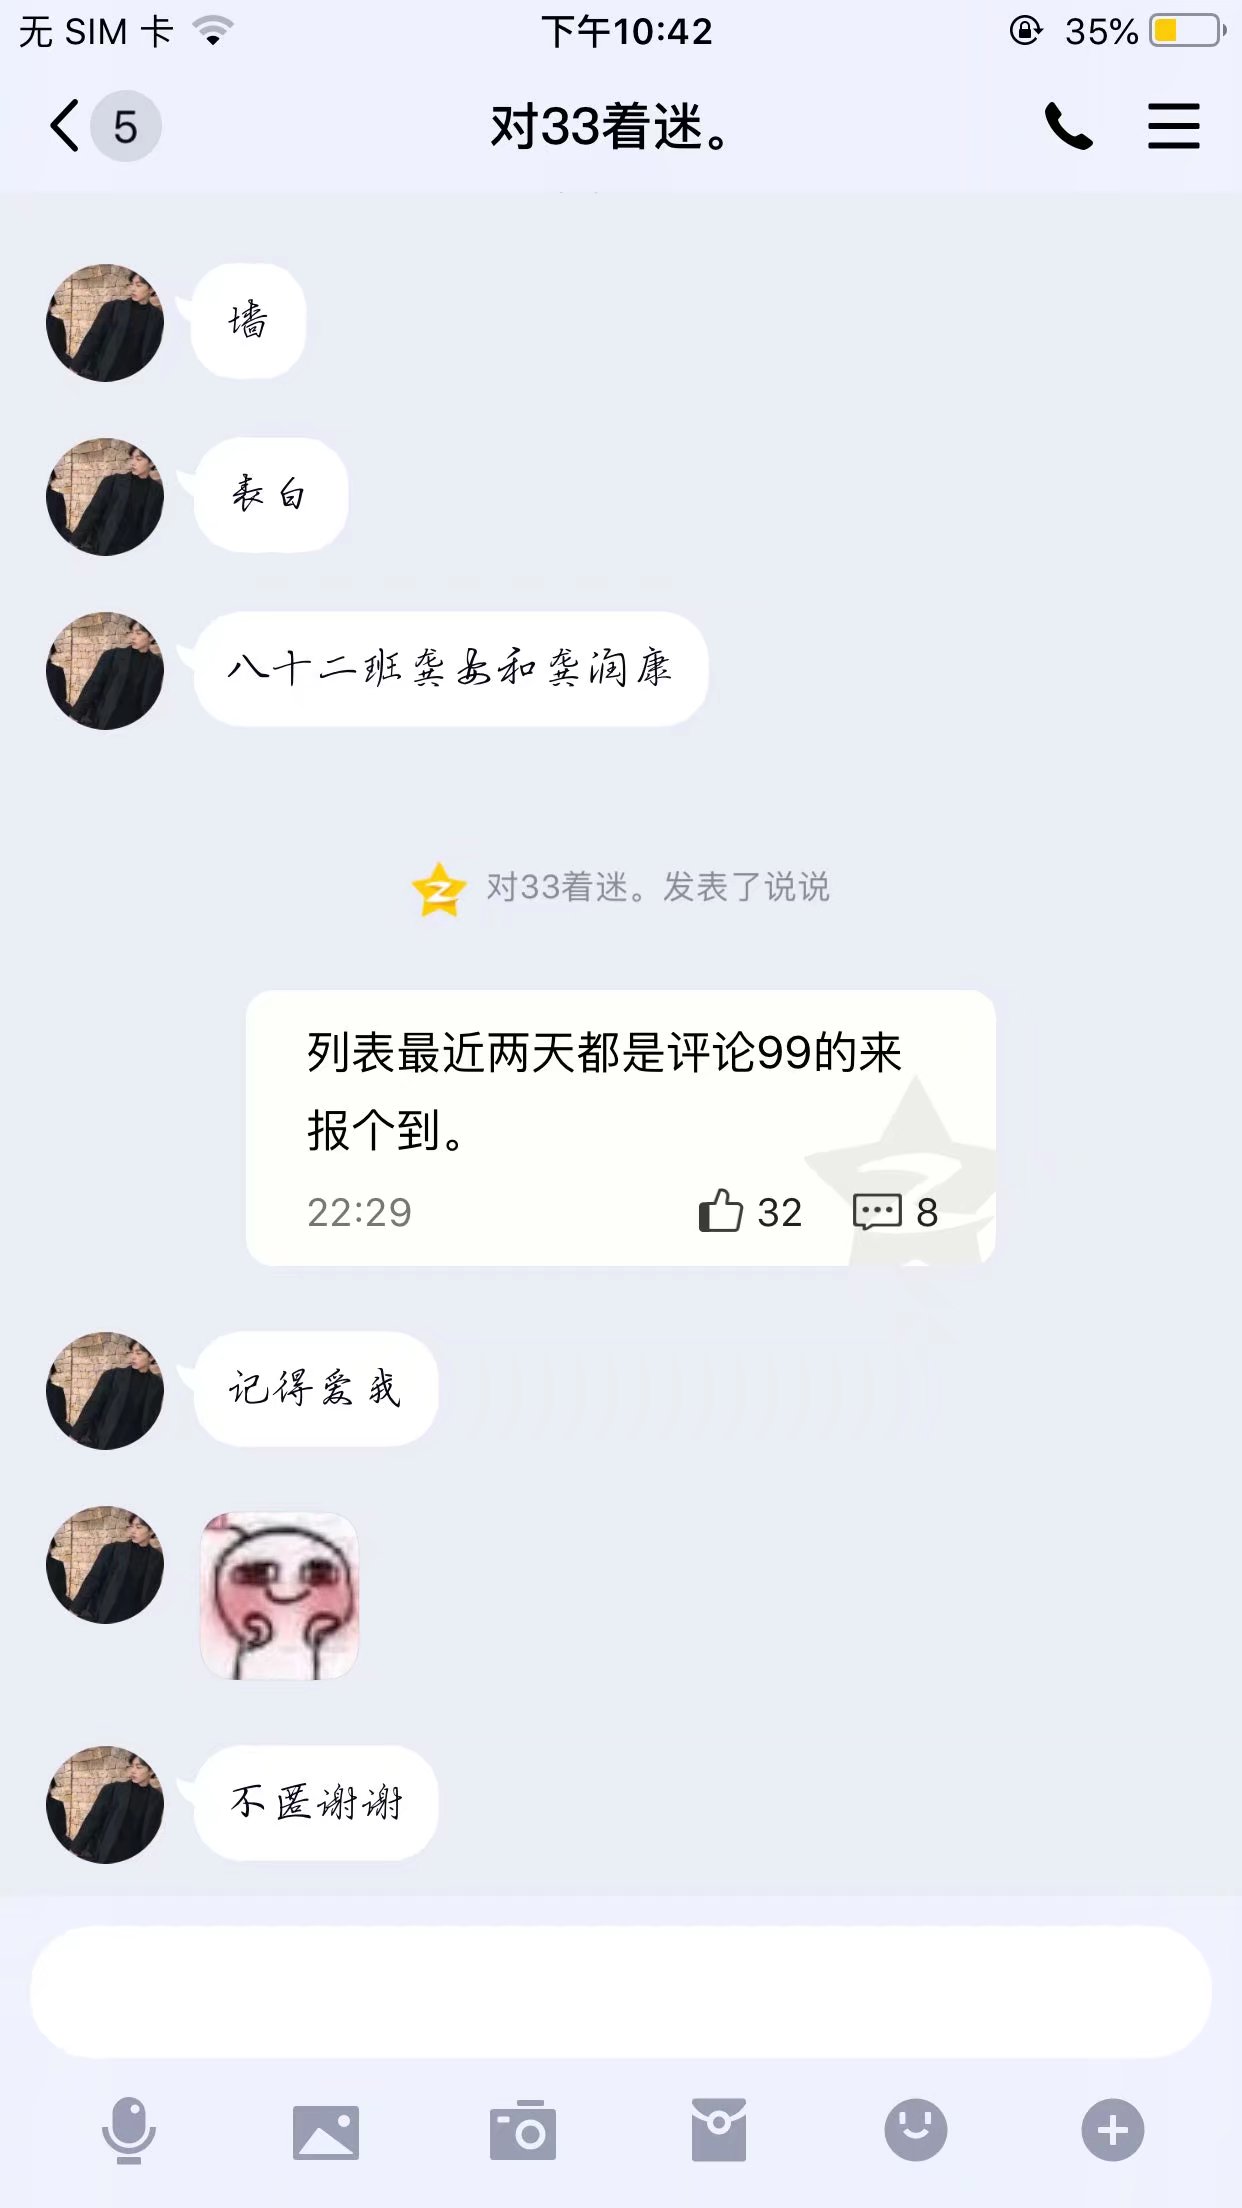 无 SIM 卡
下午10:42
35%
5
对33着迷。
墙
表白
八十二班龚女和龚润康
对33着迷。发表了说说
列表最近两天都是评论99的来
报个到。
22:29
32
8
记得爱我
不匿谢谢